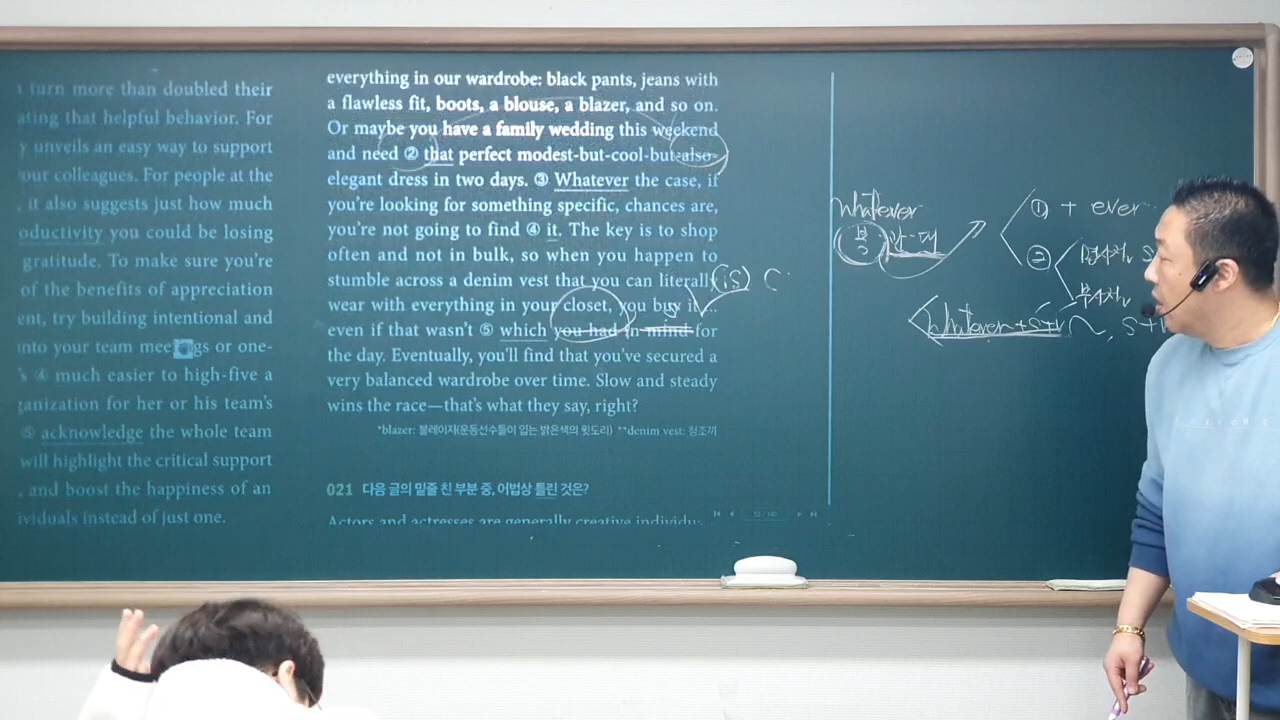 turn more than doubled their
ating that helpful behavior. For
y unveils an easy way to support
our colleagues. For people at the
, it also suggests just how much
oductivity you could be losing
gratitude. To make sure you're
of the benefits of appreciation
ent, try building intentional and
into your team mee gs or one-
's ④ much easier to high-five a
ganization for her or his team's
⑤ acknowledge the whole team
will highlight the critical support
, and boost the happiness of an
ividuals instead of just one.
everything in our wardrobe: black pants, jeans with
a flawless fit, boots, a blouse, a blazer, and so on.
Or maybe you have a family wedding this weekend
and need ② that perfect modest-but-cool-but-also-
elegant dress in two days. ③ Whatever the case, if
you're looking for something specific, chances are,
you're not going to find ④ it. The key is to shop
often and not in bulk, so when you happen to
stumble across a denim vest that you can literally
wear with everything in your closet, you buy it
even if that wasn't ⑤ which you had in mind for
the day. Eventually, you'll find that you've secured a
very balanced wardrobe over time. Slow and steady
wins the race—that's what they say, right?
*blazer: 블레이저(운동선수들이 입는 밝은색의 윗도리) **denim vest: 청조끼
021 다음 글의 밑줄 친 부분 중, 어법상 틀린 것은?
Actors and actresses are generally creative individu
(is) C
S
whatever
① + ever
②
명사처 S
부사처
whatever+s+v , S+V